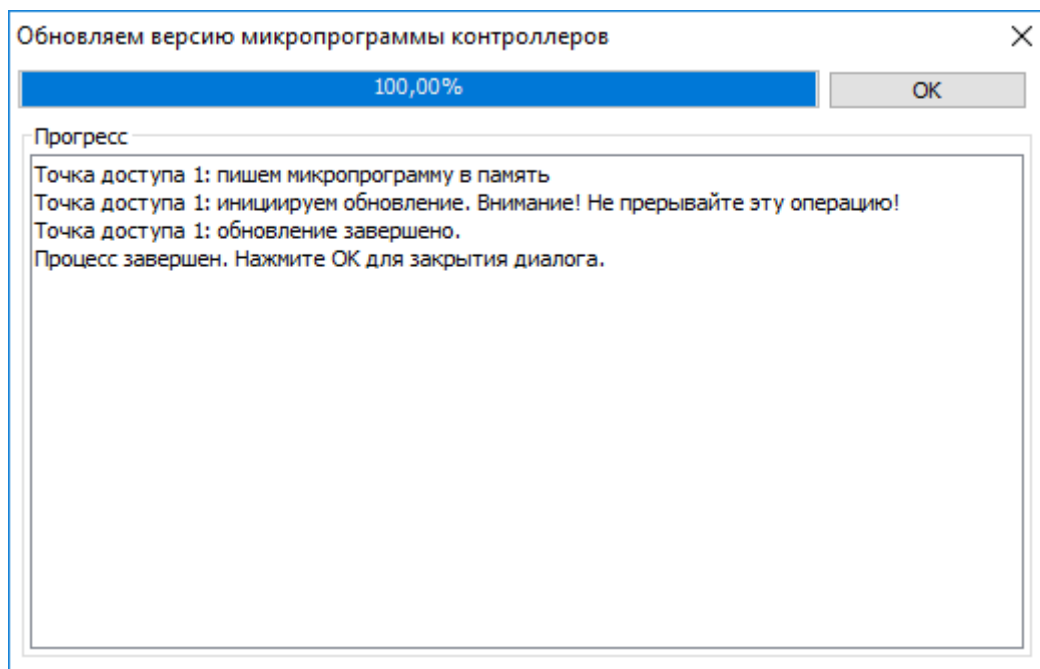 Обновляем версию микропрограммы контроллеров
100,00%
OK
Прогресс
Точка доступа 1: пишем микропрограмму в память
Точка доступа 1: инициируем обновление. Внимание! Не прерывайте эту операцию!
Точка доступа 1: обновление завершено.
Процесс завершен. Нажмите ОК для закрытия диалога.